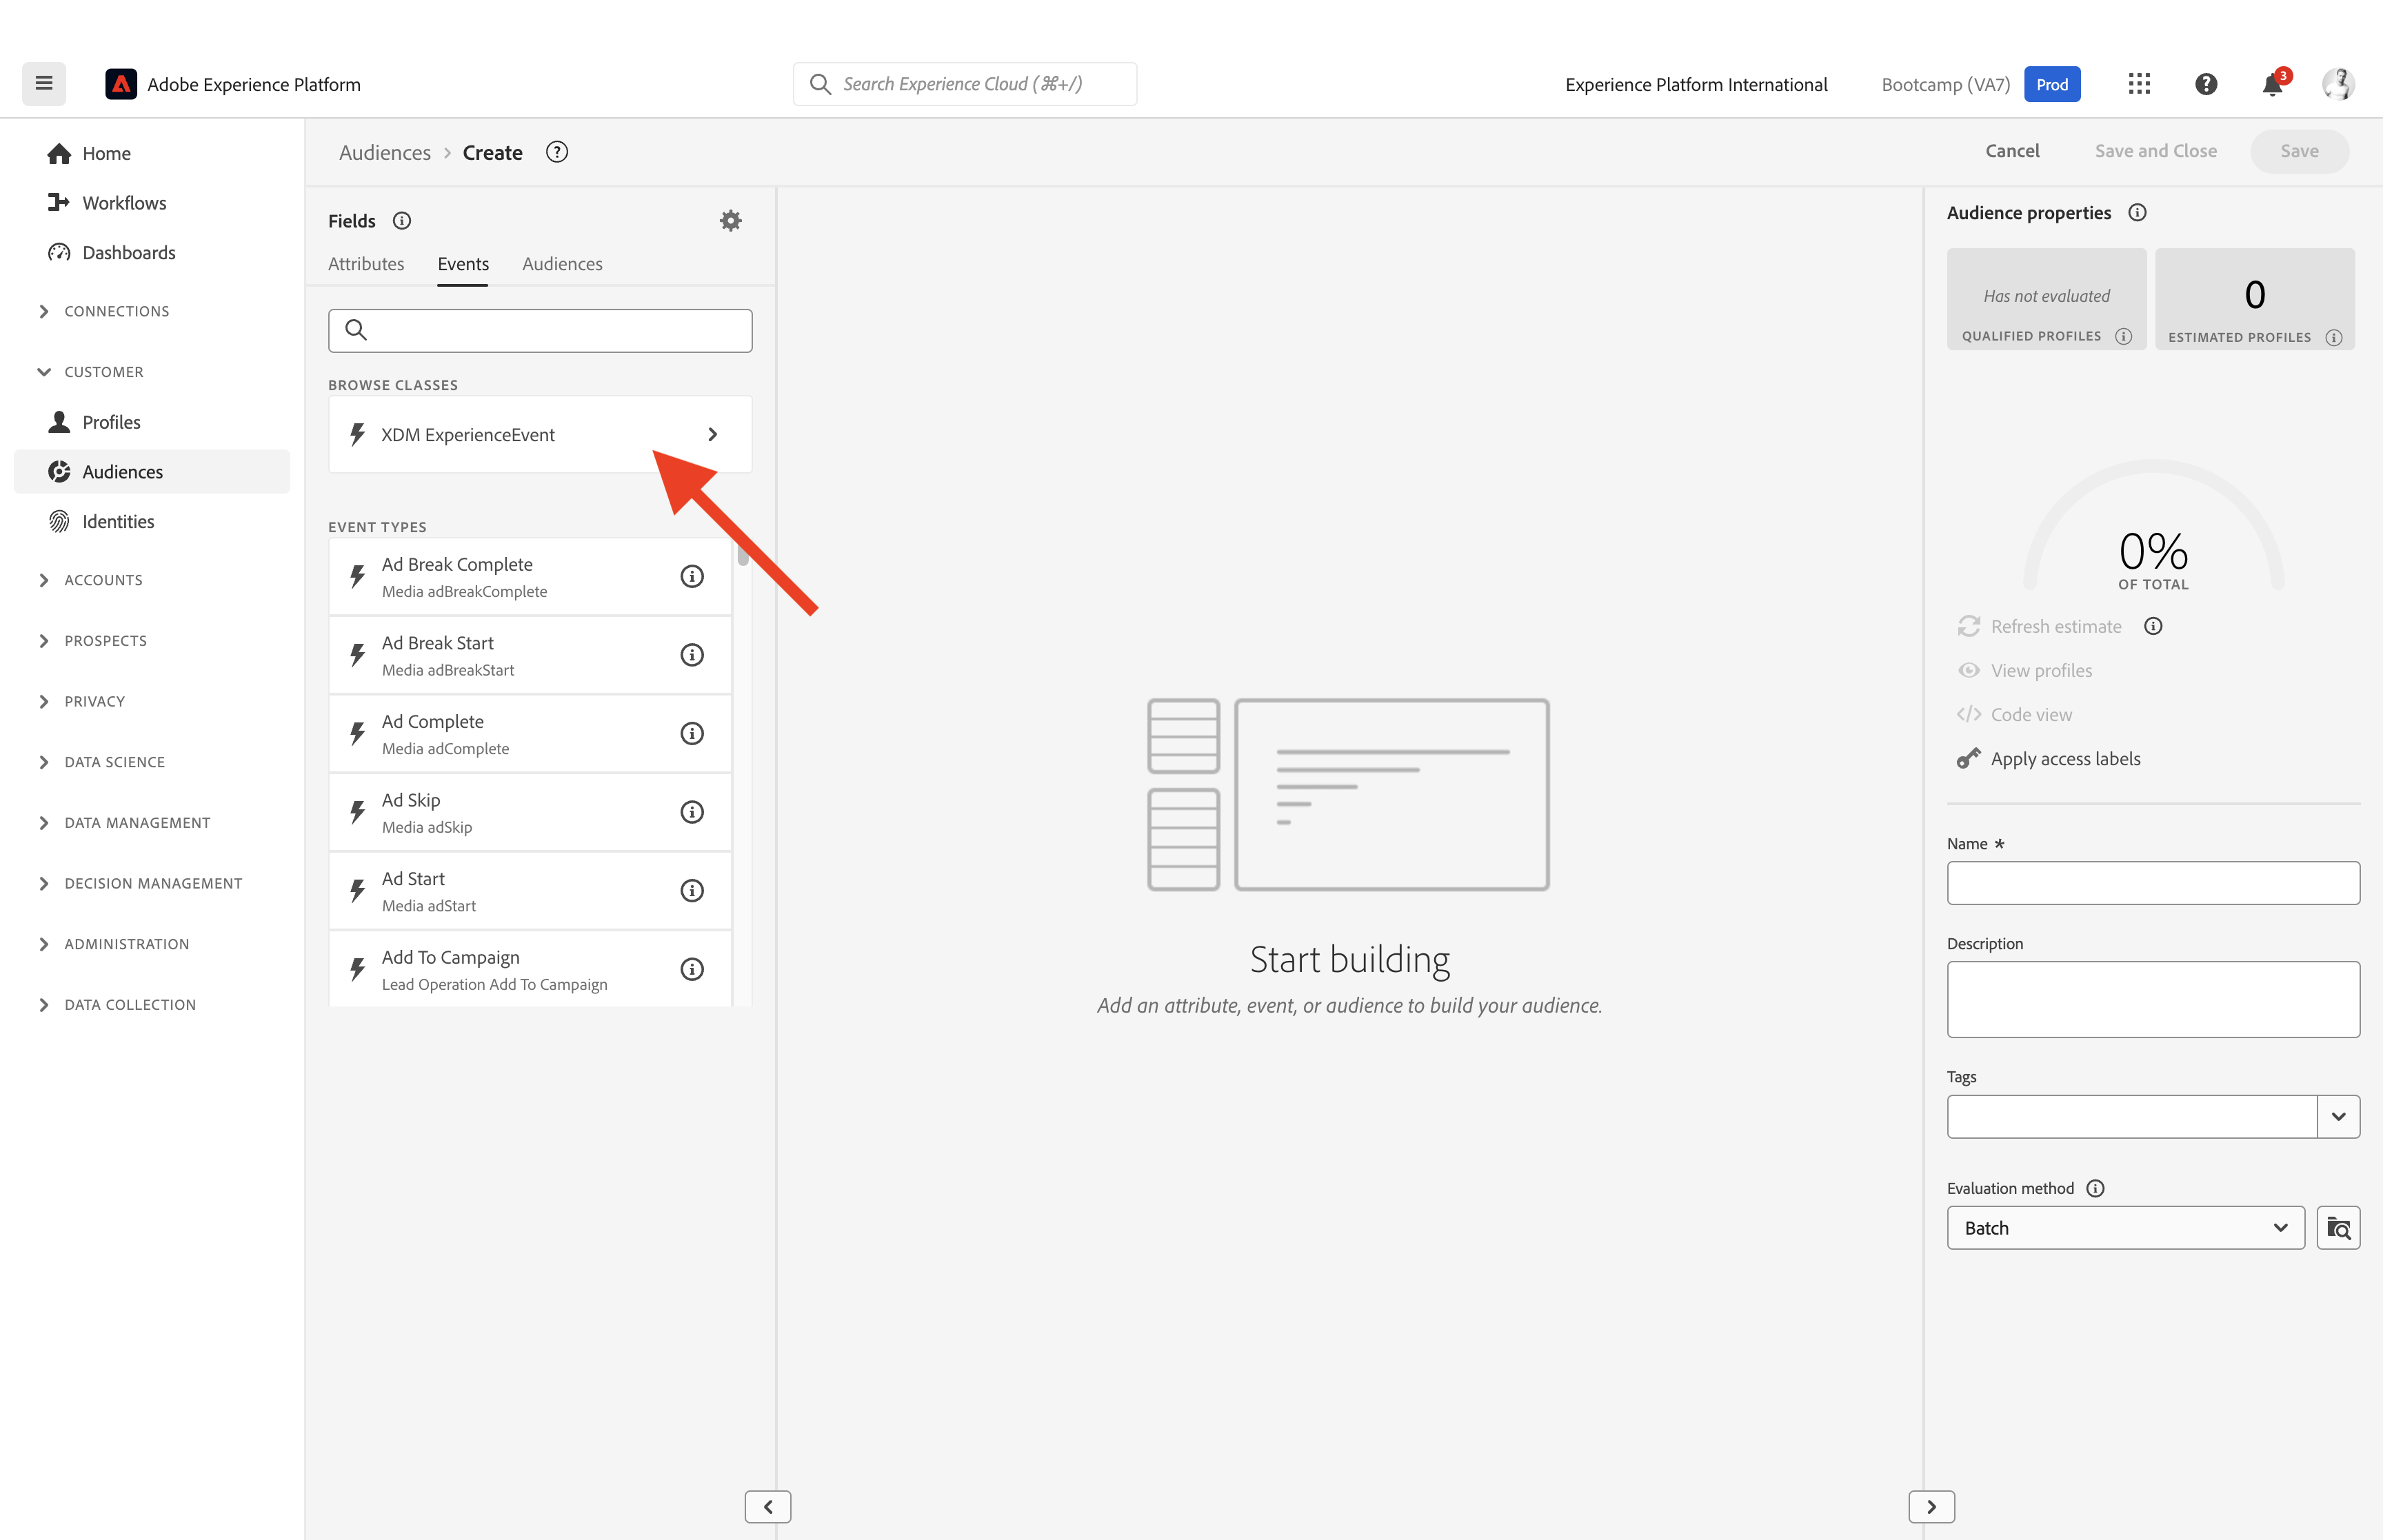 Adobe Experience Platform
Search Experience Cloud (⌘+/)
Experience Platform International
Bootcamp (VA7)
Prod
3
Home
Workflows
Dashboards
CONNECTIONS
CUSTOMER
Profiles
Audiences
Identities
ACCOUNTS
PROSPECTS
PRIVACY
DATA SCIENCE
DATA MANAGEMENT
DECISION MANAGEMENT
ADMINISTRATION
DATA COLLECTION
Audiences > Create
Cancel
Save and Close
Save
Fields
Attributes
Events
Audiences
BROWSE CLASSES
XDM ExperienceEvent
EVENT TYPES
Ad Break Complete
Media adBreakComplete
Ad Break Start
Media adBreakStart
Ad Complete
Media adComplete
Ad Skip
Media adSkip
Ad Start
Media adStart
Add To Campaign
Lead Operation Add To Campaign
Start building
Add an attribute, event, or audience to build your audience.
Audience properties
Has not evaluated
QUALIFIED PROFILES
0
ESTIMATED PROFILES
0%
OF TOTAL
Refresh estimate
View profiles
Code view
Apply access labels
Name *
Description
Tags
Evaluation method
Batch